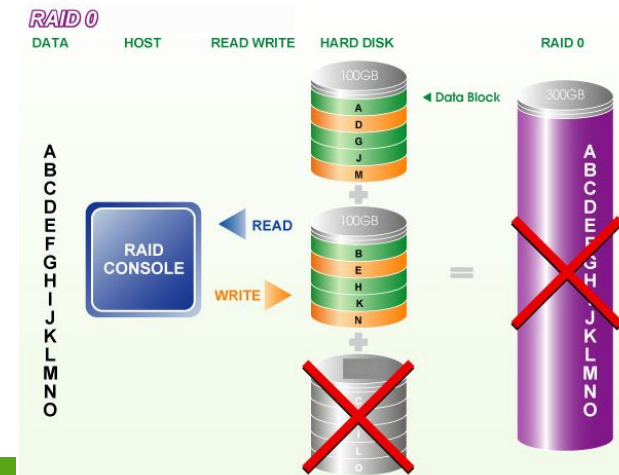 RAID 0
DATA HOST READ WRITE HARD DISK RAID 0
100GB
A
D
G
J
M
◄ Data Block
300GB
A
B
C
D
E
F
G
H
I
J
K
L
M
N
O
RAID
CONSOLE
READ
WRITE
+
100GB
B
E
H
K
N
=
+
C
I
L
O
A
B
C
D
E
F
G
H
I
J
K
L
M
N
O